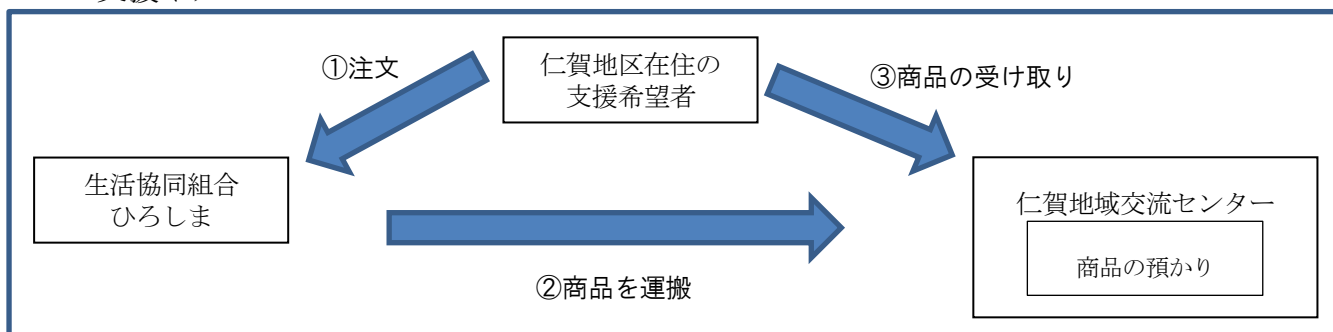 ①注文
仁賀地区在住の
支援希望者
③商品の受け取り
生活協同組合
ひろしま
仁賀地域交流センター
商品の預かり
②商品を運搬